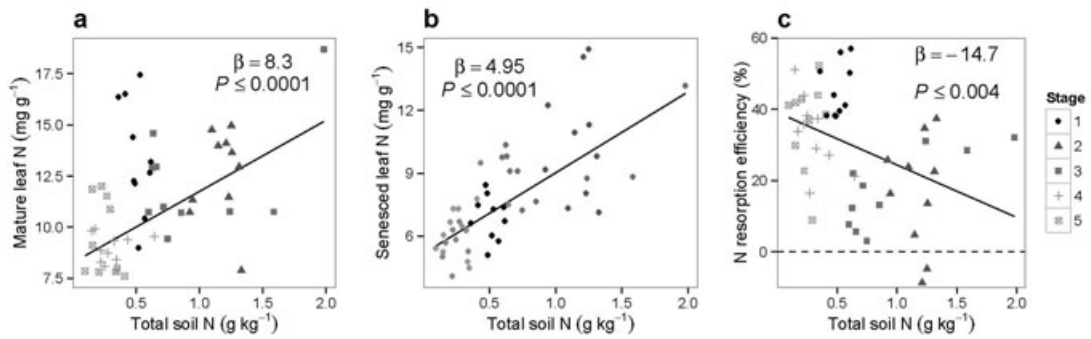 a
b
c
β = 8.3
P ≤ 0.0001
β = 4.95
P ≤ 0.0001
β = − 14.7
P ≤ 0.004
Mature leaf N (mg g⁻¹)
17.5
15.0
12.5
10.0
7.5
0.5
1.0
1.5
2.0
Total soil N (g kg⁻¹)
Senesced leaf N (mg g⁻¹)
15
12
9
6
0.0
0.5
1.0
1.5
2.0
Total soil N (g kg⁻¹)
N resorption efficiency (%)
60
40
20
0
0.0
0.5
1.0
1.5
2.0
Total soil N (g kg⁻¹)
Stage
1
2
3
4
5